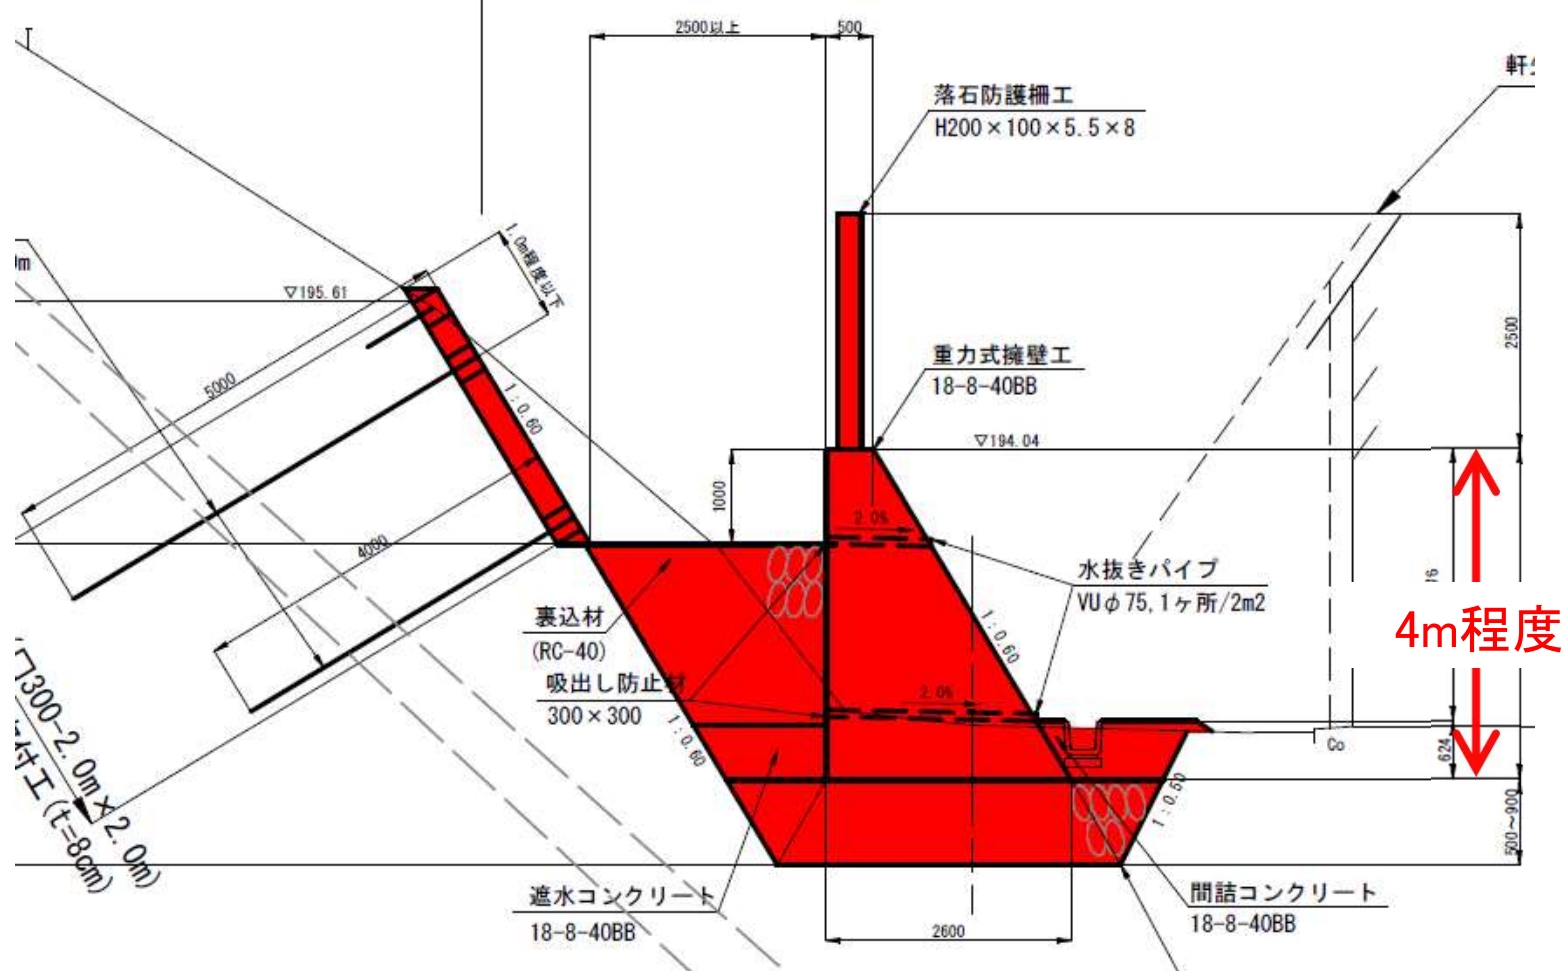 2500以上
500
落石防護柵工
H200×100×5.5×8
1.0m程度以下
▽195.61
5000
1:0.60
4000
重力式擁壁工
18-8-40BB
▽194.04
2500
1000
2.0%
水抜きパイプ
VUφ75,1ヶ所/2m2
1:0.60
4m程度
裏込材
(RC-40)
吸出し防止材
300×300
2.0%
1:0.60
Co
624
1:0.50
500~900
□300-2.0m×2.0m)
付工(t=8cm)
遮水コンクリート
18-8-40BB
間詰コンクリート
18-8-40BB
2600